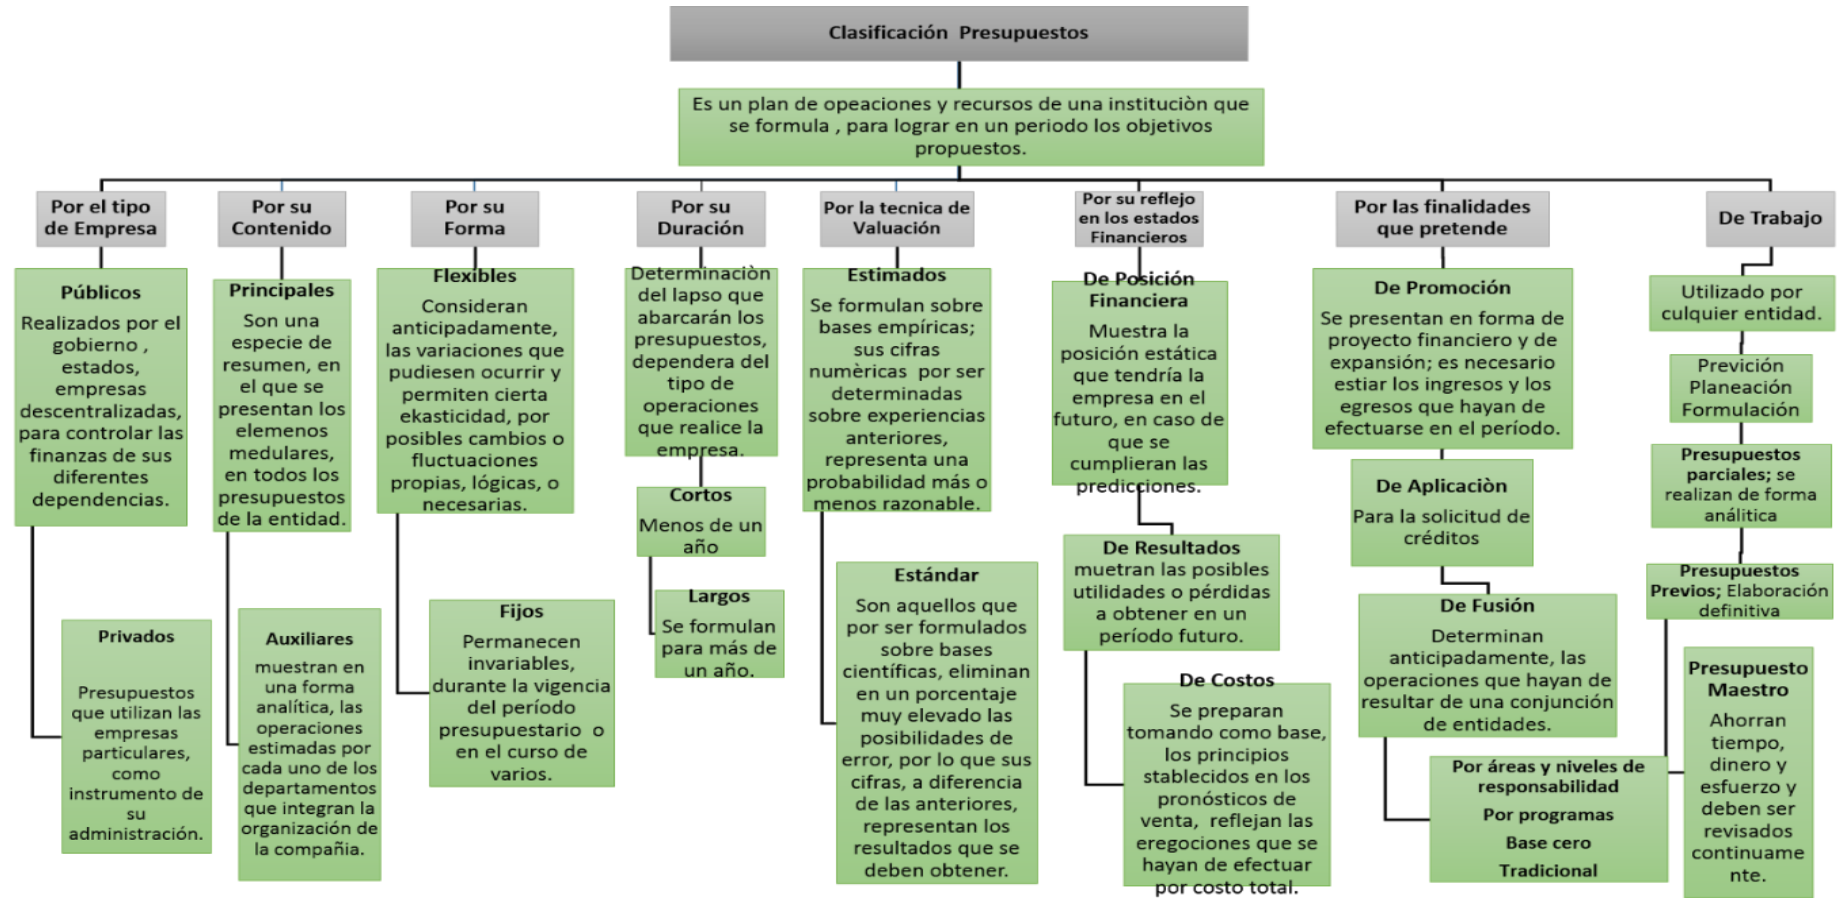 Clasificación  Presupuestos
Es un plan de opeaciones y recursos de una instituciòn que
se formula , para lograr en un periodo los objetivos
propuestos.
Por el tipo
de Empresa
Públicos
Realizados por el
gobierno ,
estados,
empresas
descentralizadas,
para controlar las
finanzas de sus
diferentes
dependencias.
Privados
Presupuestos
que utilizan las
empresas
particulares,
como
instrumento de
su
administración.
Por su
Contenido
Principales
Son una
especie de
resumen, en
el que se
presentan los
elemenos
medulares,
en todos los
presupuestos
de la entidad.
Auxiliares
muestran en
una forma
analítica, las
operaciones
estimadas por
cada uno de los
departamentos
que integran la
organización de
la compañia.
Por su
Forma
Flexibles
Consideran
anticipadamente,
las variaciones que
pudiesen ocurrir y
permiten cierta
ekasticidad, por
posibles cambios o
fluctuaciones
propias, lógicas, o
necesarias.
Fijos
Permanecen
invariables,
durante la vigencia
del período
presupuestario  o
en el curso de
varios.
Por su
Duración
Determinaciòn
del lapso que
abarcarán los
presupuestos,
dependera del
tipo de
operaciones
que realice la
empresa.
Cortos
Menos de un
año
Largos
Se formulan
para más de
un año.
Por la tecnica de
Valuación
Estimados
Se formulan sobre
bases empíricas;
sus cifras
numèricas  por ser
determinadas
sobre experiencias
anteriores,
representa una
probabilidad más o
menos razonable.
Estándar
Son aquellos que
por ser formulados
sobre bases
científicas, eliminan
en un porcentaje
muy elevado las
posibilidades de
error, por lo que sus
cifras, a diferencia
de las anteriores,
representan los
resultados que se
deben obtener.
Por su reflejo
en los estados
Financieros
De Posición
Financiera
Muestra la
posición estática
que tendría la
empresa en el
futuro, en caso de
que se
cumplieran las
predicciones.
De Resultados
muetran las posibles
utilidades o pérdidas
a obtener en un
período futuro.
De Costos
Se preparan
tomando como base,
los principios
stablecidos en los
pronósticos de
venta,  reflejan las
eregociones que se
hayan de efectuar
por costo total.
Por las finalidades
que pretende
De Promoción
Se presentan en forma de
proyecto financiero y de
expansión; es necesario
estiar los ingresos y los
egresos que hayan de
efectuarse en el período.
De Aplicaciòn
Para la solicitud de
créditos
De Fusión
Determinan
anticipadamente, las
operaciones que hayan de
resultar de una conjunción
de entidades.
Por áreas y niveles de
responsabilidad
Por programas
Base cero
Tradicional
De Trabajo
Utilizado por
culquier entidad.
Previción
Planeación
Formulación
Presupuestos
parciales; se
realizan de forma
análitica
Presupuestos
Previos; Elaboración
definitiva
Presupuesto
Maestro
Ahorran
tiempo,
dinero y
esfuerzo y
deben ser
revisados
continuame
nte.